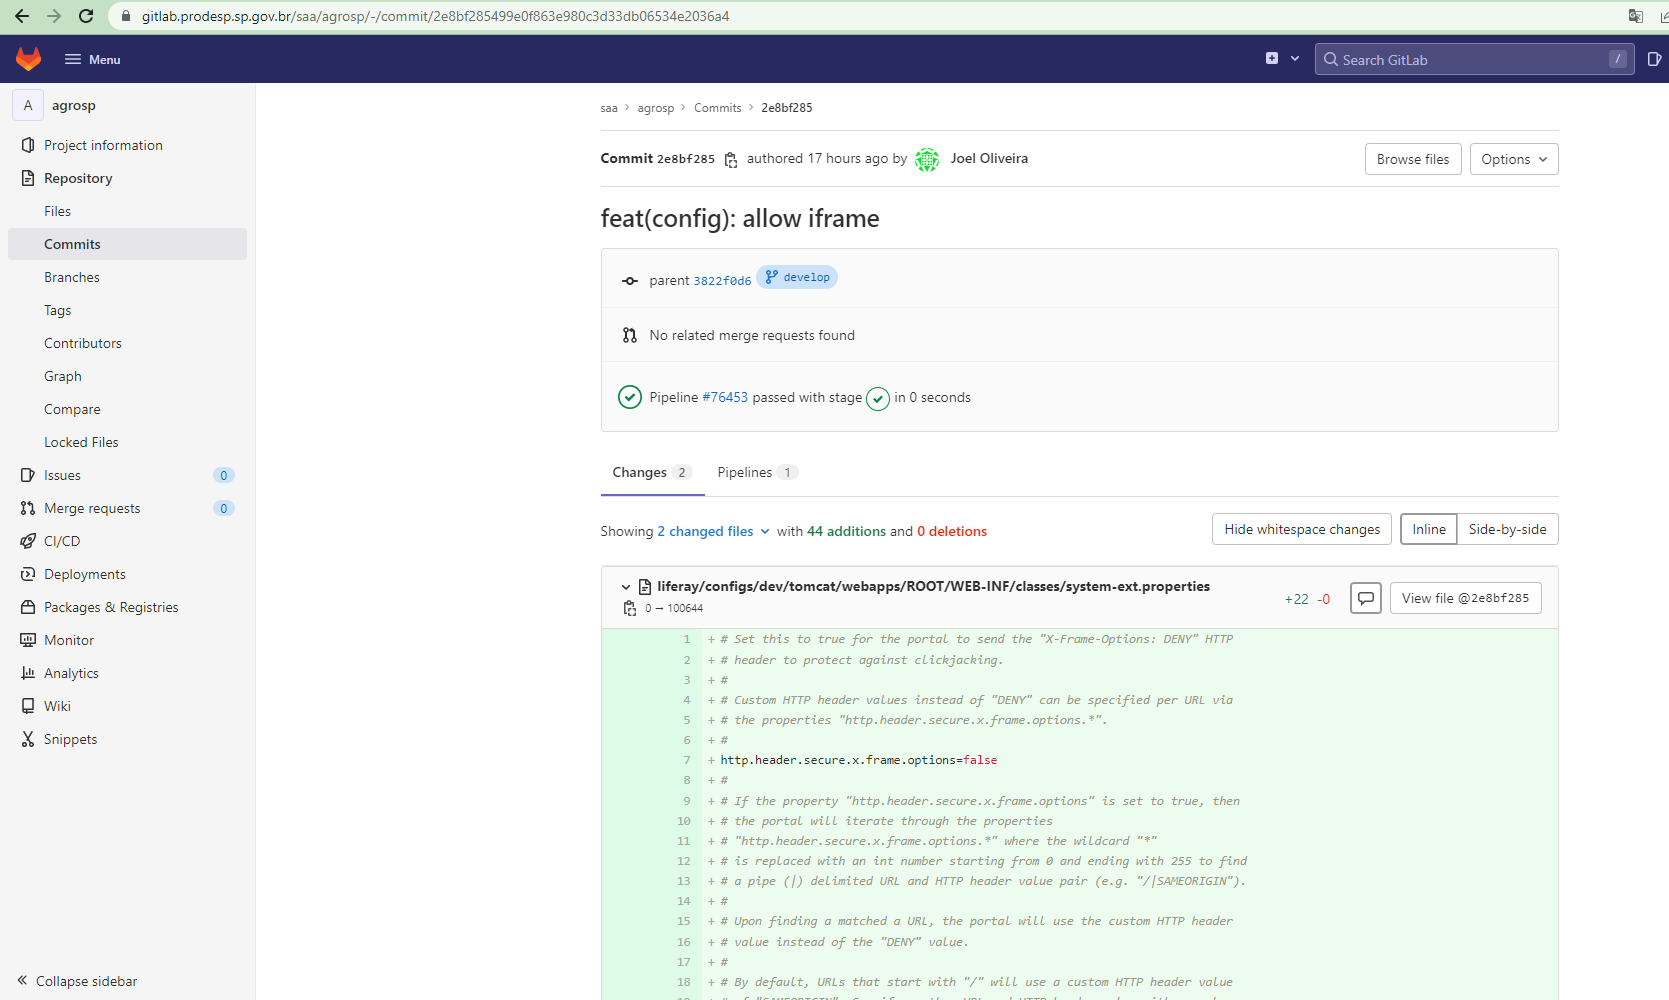 gitlab.prodesp.sp.gov.br/saa/agrosp/-/commit/2e8bf285499e0f863e980c3d33db06534e2036a4
Menu
Search GitLab
/
A agrosp
Project information
Repository
Files
Commits
Branches
Tags
Contributors
Graph
Compare
Locked Files
Issues 0
Merge requests 0
CI/CD
Deployments
Packages & Registries
Monitor
Analytics
Wiki
Snippets
Collapse sidebar
saa > agrosp > Commits > 2e8bf285
Commit 2e8bf285 authored 17 hours ago by Joel Oliveira
Browse files
Options
feat(config): allow iframe
parent 3822f0d6 develop
No related merge requests found
Pipeline #76453 passed with stage in 0 seconds
Changes 2 Pipelines 1
Showing 2 changed files with 44 additions and 0 deletions
Hide whitespace changes
Inline Side-by-side
liferay/configs/dev/tomcat/webapps/ROOT/WEB-INF/classes/system-ext.properties
0 → 100644
+22 -0
View file @2e8bf285
1 + # Set this to true for the portal to send the "X-Frame-Options: DENY" HTTP
2 + # header to protect against clickjacking.
3 + #
4 + # Custom HTTP header values instead of "DENY" can be specified per URL via
5 + # the properties "http.header.secure.x.frame.options.*".
6 + #
7 + http.header.secure.x.frame.options=false
8 + #
9 + # If the property "http.header.secure.x.frame.options" is set to true, then
10 + # the portal will iterate through the properties
11 + # "http.header.secure.x.frame.options.*" where the wildcard "*"
12 + # is replaced with an int number starting from 0 and ending with 255 to find
13 + # a pipe (|) delimited URL and HTTP header value pair (e.g. "/|SAMEORIGIN").
14 + #
15 + # Upon finding a matched a URL, the portal will use the custom HTTP header
16 + # value instead of the "DENY" value.
17 + #
18 + # By default, URLs that start with "/" will use a custom HTTP header value